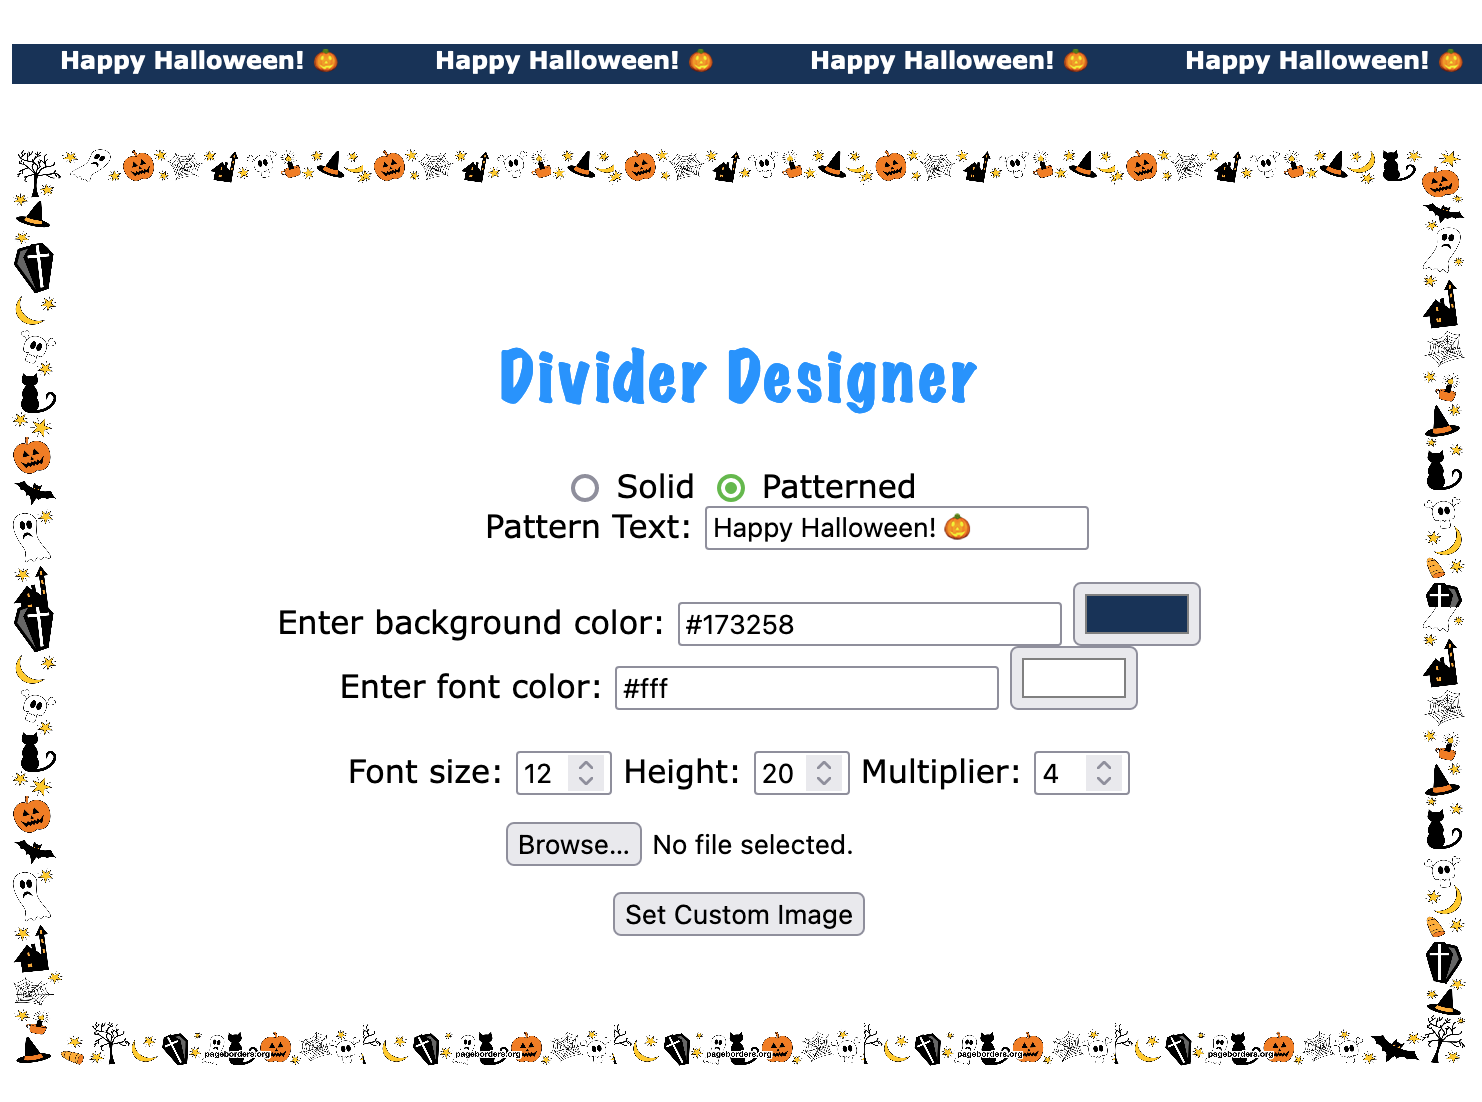 Happy Halloween! 🎃 Happy Halloween! 🎃 Happy Halloween! 🎃 Happy Halloween! 🎃
Divider Designer
Solid Patterned
Pattern Text: Happy Halloween! 🎃
Enter background color: #173258
Enter font color: #fff
Font size: 12 Height: 20 Multiplier: 4
Browse... No file selected.
Set Custom Image
pageborders.org pageborders.org pageborders.org pageborders.org pageborders.org